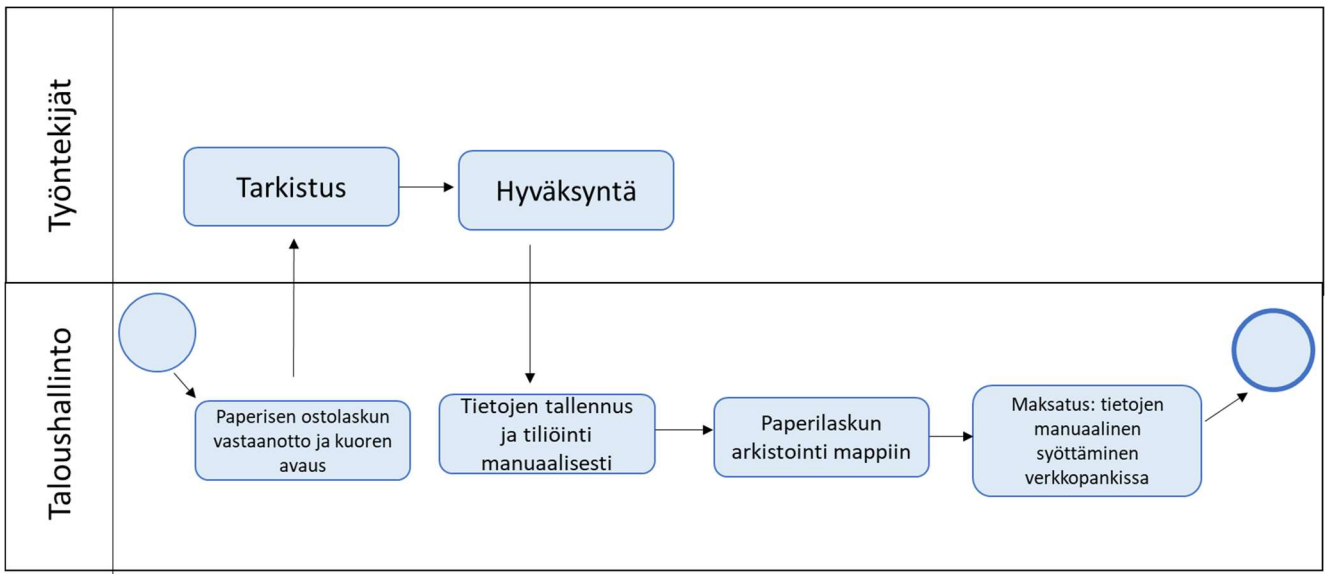 Työntekijät
Tarkistus
Hyväksyntä
Taloushallinto
Paperisen ostolaskun
vastaanotto ja kuoren
avaus
Tietojen tallennus
ja tiliöinti
manuaalisesti
Paperilaskun
arkistointi mappiin
Maksatus: tietojen
manuaalinen
syöttäminen
verkkopankissa